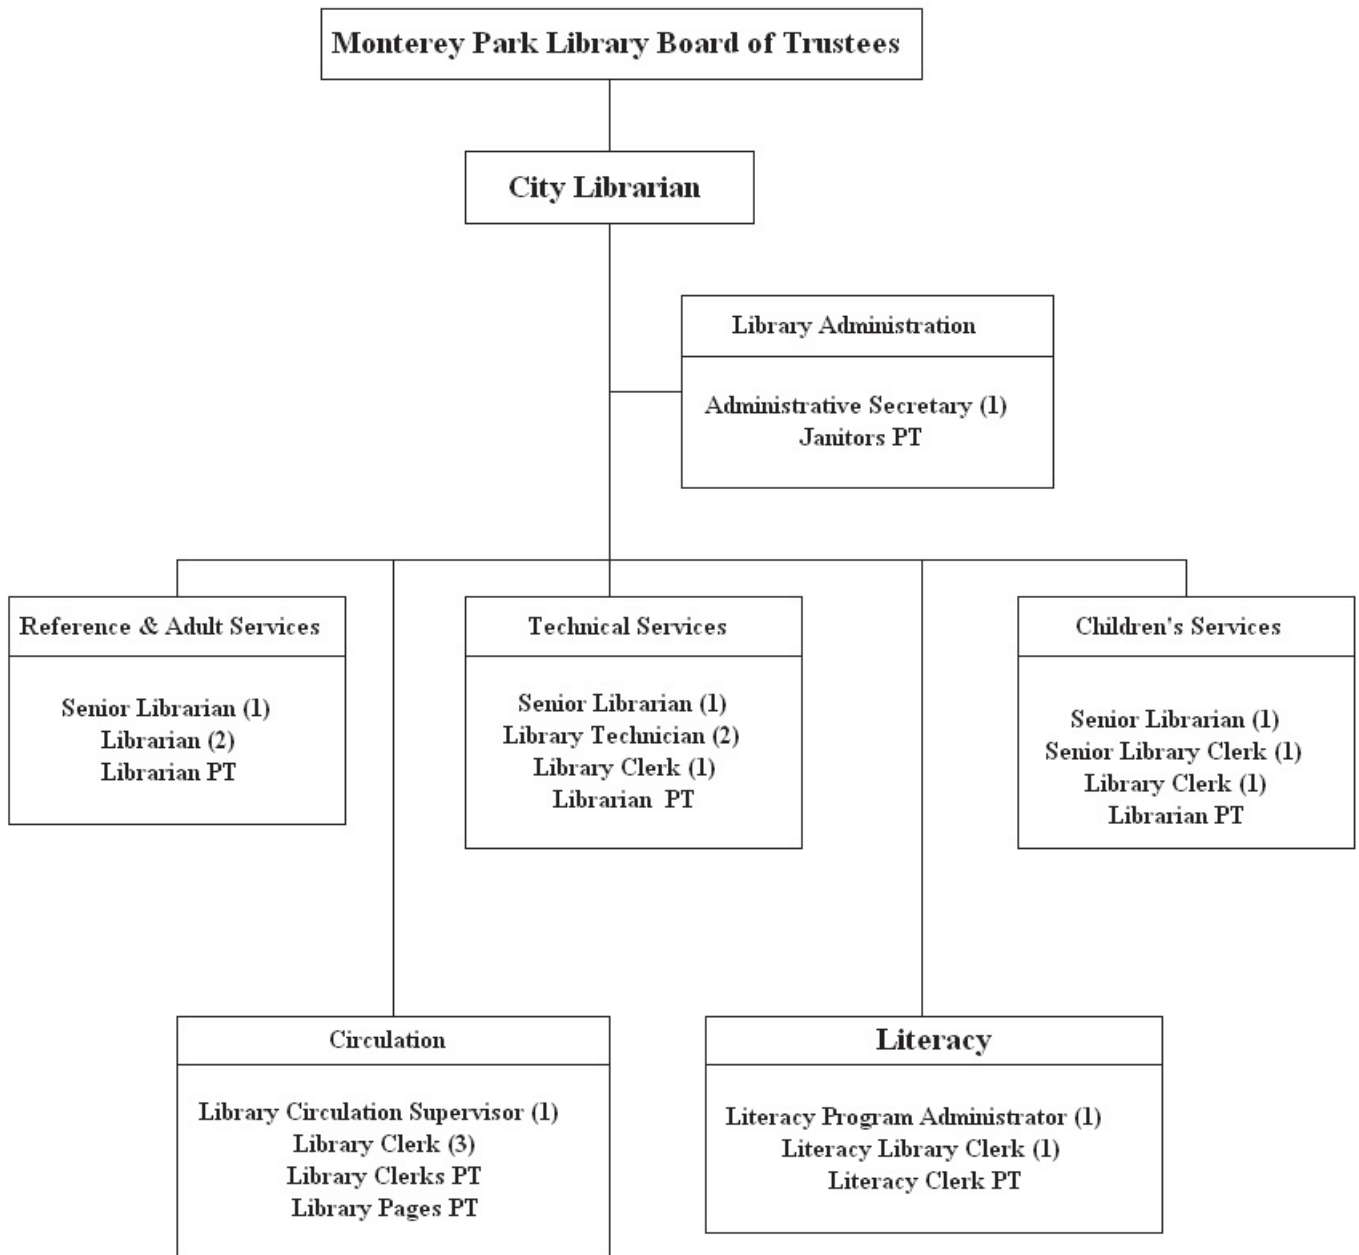 Monterey Park Library Board of Trustees
City Librarian
Library Administration
Administrative Secretary (1)
Janitors PT
Reference & Adult Services
Senior Librarian (1)
Librarian (2)
Librarian PT
Technical Services
Senior Librarian (1)
Library Technician (2)
Library Clerk (1)
Librarian PT
Children's Services
Senior Librarian (1)
Senior Library Clerk (1)
Library Clerk (1)
Librarian PT
Circulation
Library Circulation Supervisor (1)
Library Clerk (3)
Library Clerks PT
Library Pages PT
Literacy
Literacy Program Administrator (1)
Literacy Library Clerk (1)
Literacy Clerk PT